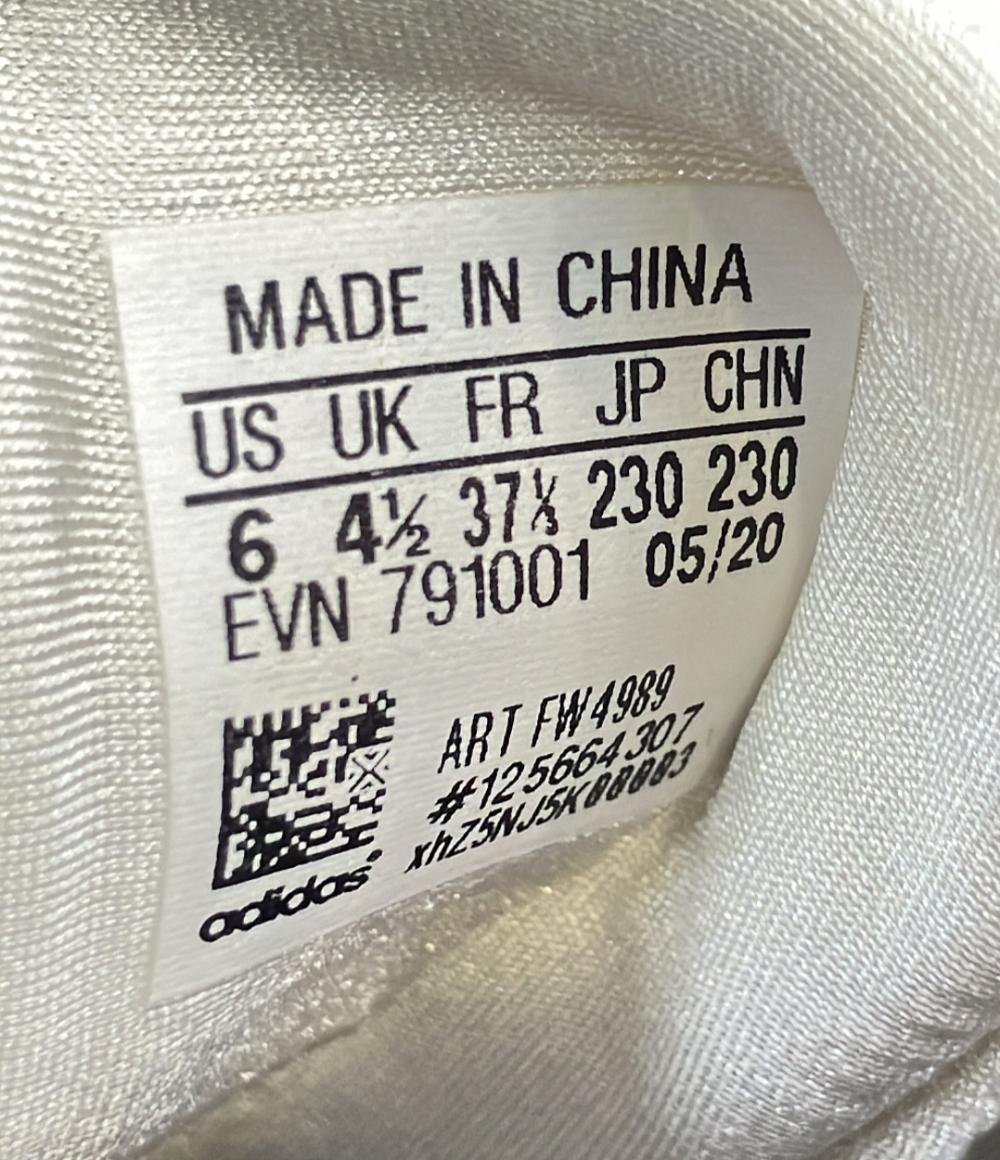 MADE IN CHINA
US UK FR JP CHN
6 4½ 37⅓ 230 230
EVN 791001 05/20
ART FW4989
#125664307
adidas